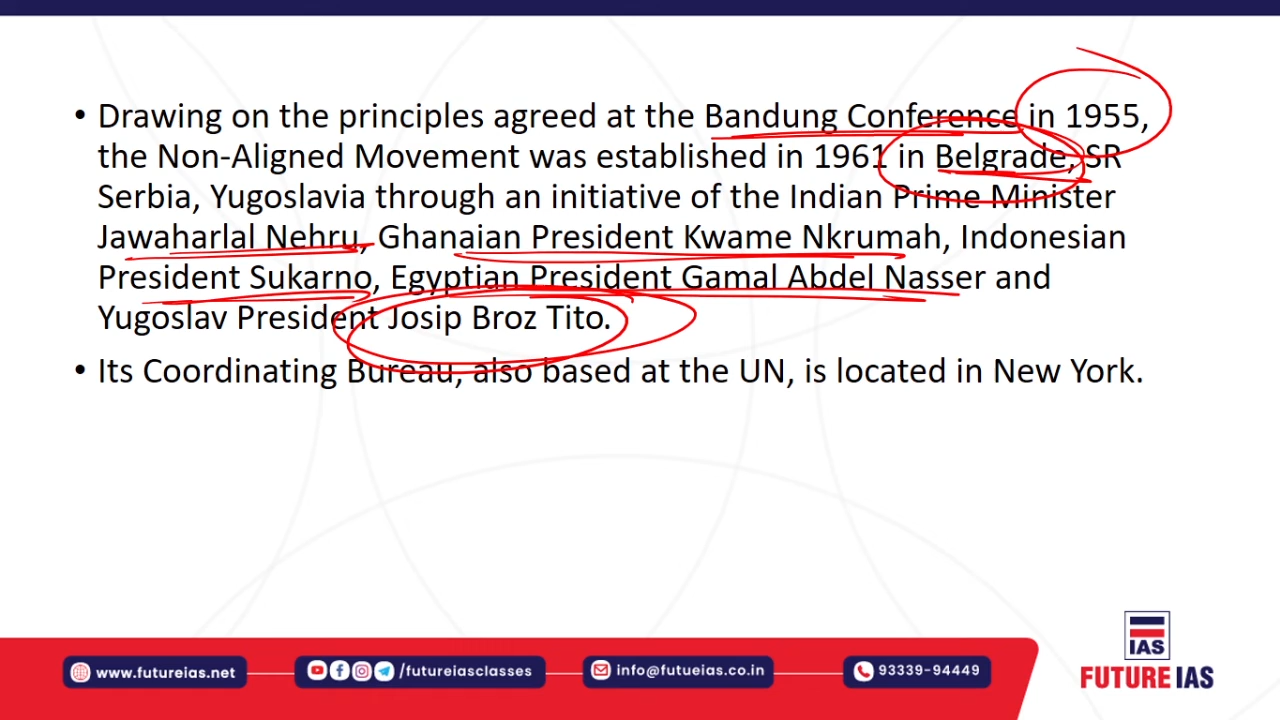 • Drawing on the principles agreed at the Bandung Conference in 1955,
the Non-Aligned Movement was established in 1961 in Belgrade, SR
Serbia, Yugoslavia through an initiative of the Indian Prime Minister
Jawaharlal Nehru, Ghanaian President Kwame Nkrumah, Indonesian
President Sukarno, Egyptian President Gamal Abdel Nasser and
Yugoslav President Josip Broz Tito.
• Its Coordinating Bureau, also based at the UN, is located in New York.
IAS
FUTURE IAS
www.futureias.net
/futureiasclasses
info@futueias.co.in
93339-94449